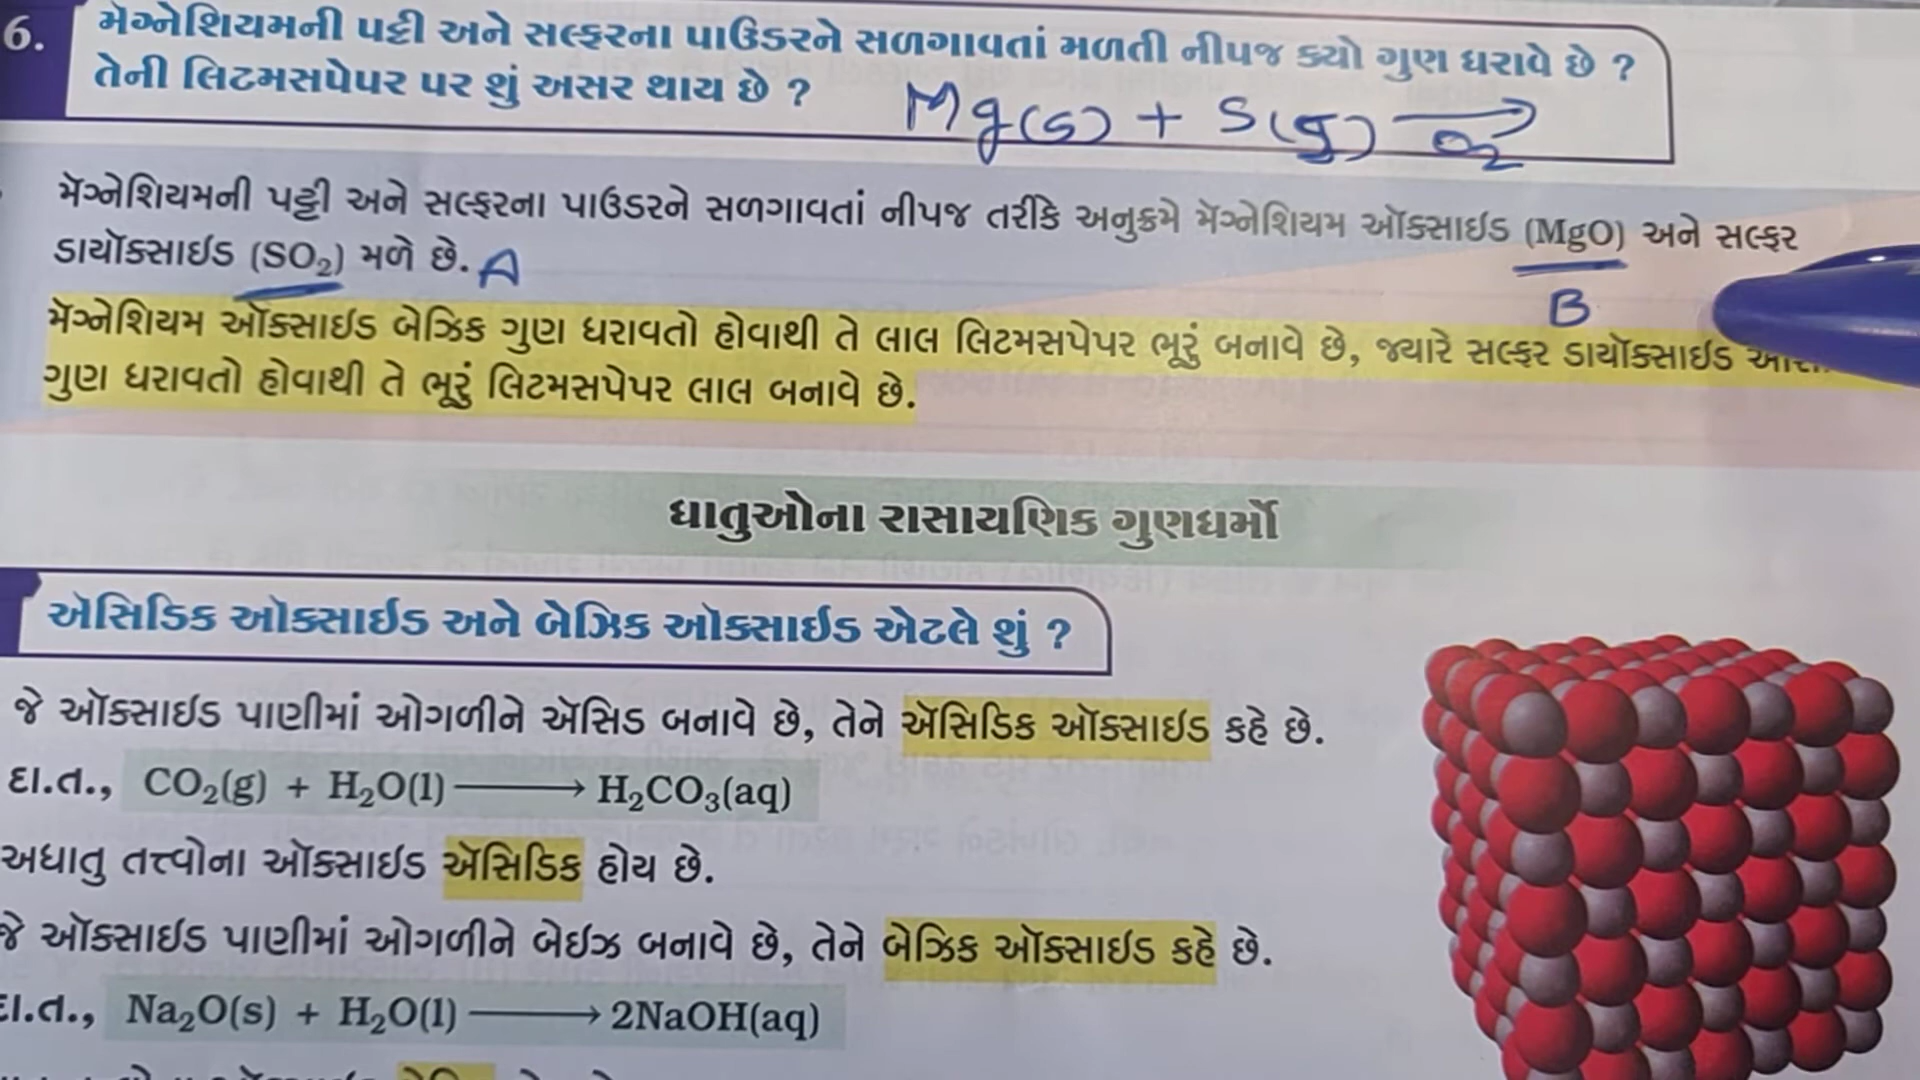 6.
મૅગ્નેશિયમની પટ્ટી અને સલ્ફરના પાઉડરને સળગાવતાં મળતી નીપજ ક્યો ગુણ ધરાવે છે ?
તેની લિટમસપેપર પર શું અસર થાય છે ?
Mg(s) + S(g) ⟶ O₂
મૅગ્નેશિયમની પટ્ટી અને સલ્ફરના પાઉડરને સળગાવતાં નીપજ તરીકે અનુક્રમે મૅગ્નેશિયમ ઑક્સાઇડ (MgO) અને સલ્ફર
ડાયૉક્સાઇડ (SO₂) મળે છે. A
B
મૅગ્નેશિયમ ઑક્સાઇડ બેઝિક ગુણ ધરાવતો હોવાથી તે લાલ લિટમસપેપર ભૂરું બનાવે છે, જ્યારે સલ્ફર ડાયૉક્સાઇડ
ગુણ ધરાવતો હોવાથી તે ભૂરું લિટમસપેપર લાલ બનાવે છે.
ધાતુઓના રાસાયણિક ગુણધર્મો
ઍસિડિક ઑક્સાઇડ અને બેઝિક ઑક્સાઇડ એટલે શું ?
જે ઑક્સાઇડ પાણીમાં ઓગળીને ઍસિડ બનાવે છે, તેને ઍસિડિક ઑક્સાઇડ કહે છે.
દા.ત., CO₂(g) + H₂O(l) ⟶ H₂CO₃(aq)
અધાતુ તત્ત્વોના ઑક્સાઇડ ઍસિડિક હોય છે.
જે ઑક્સાઇડ પાણીમાં ઓગળીને બેઇઝ બનાવે છે, તેને બેઝિક ઑક્સાઇડ કહે છે.
દા.ત., Na₂O(s) + H₂O(l) ⟶ 2NaOH(aq)